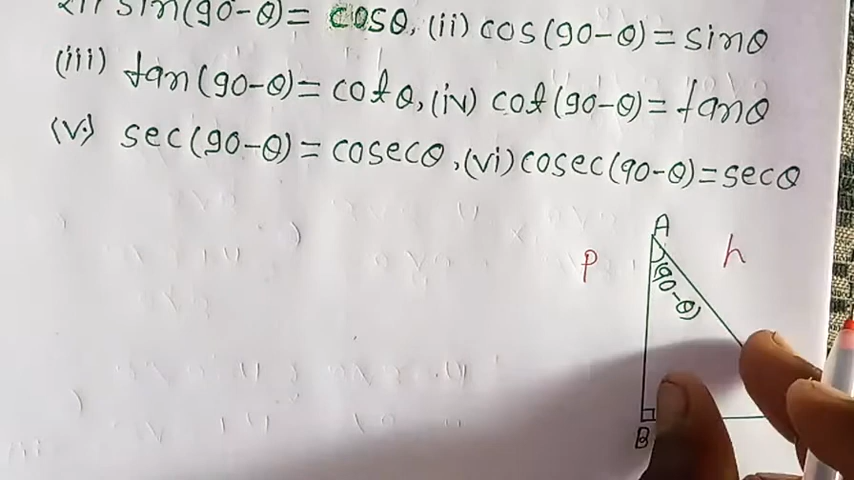 sin(90-θ)= cosθ, (ii) cos(90-θ)=sinθ
(iii) tan(90-θ)=cotθ, (iv) cot(90-θ)=tanθ
(v) sec(90-θ)=cosecθ, (vi) cosec(90-θ)=secθ
A
p
h
(90-θ)
B